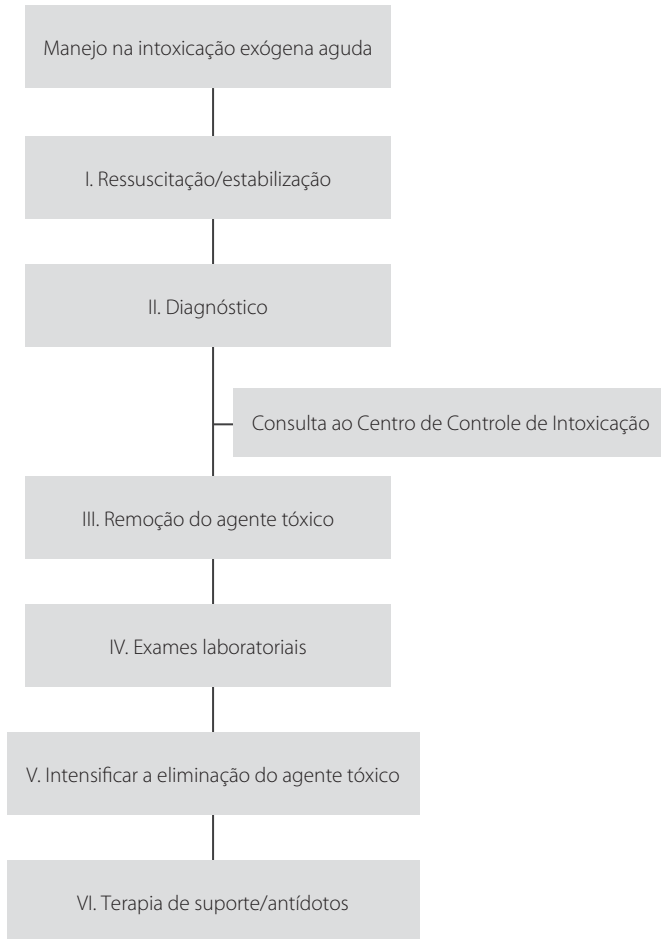 Manejo na intoxicação exógena aguda
I. Ressuscitação/estabilização
II. Diagnóstico
Consulta ao Centro de Controle de Intoxicação
III. Remoção do agente tóxico
IV. Exames laboratoriais
V. Intensificar a eliminação do agente tóxico
VI. Terapia de suporte/antídotos